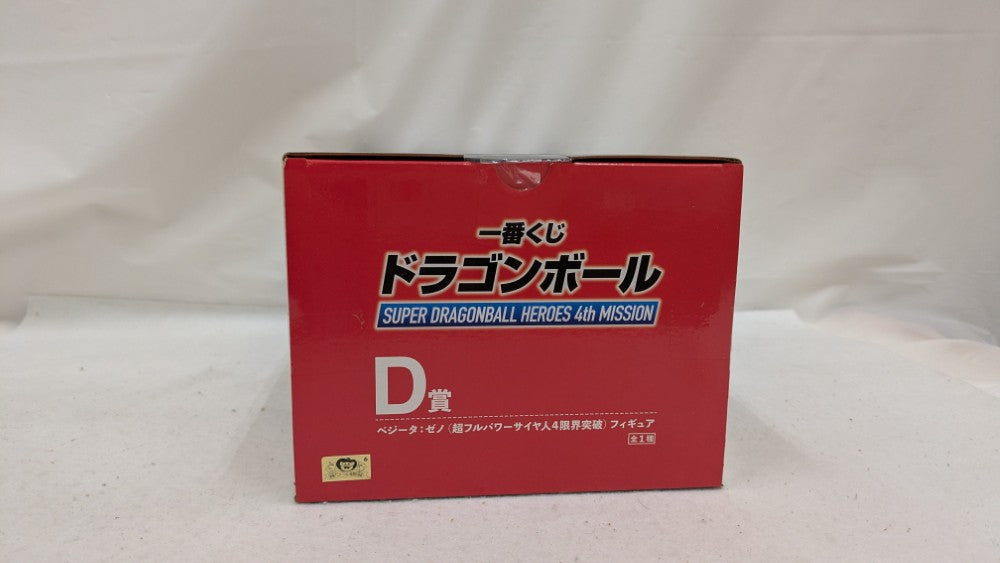 一番くじ
ドラゴンボール
SUPER DRAGONBALL HEROES 4th MISSION
D賞
ベジータ：ゼノ（超フルパワーサイヤ人4限界突破）フィギュア
全1種
6